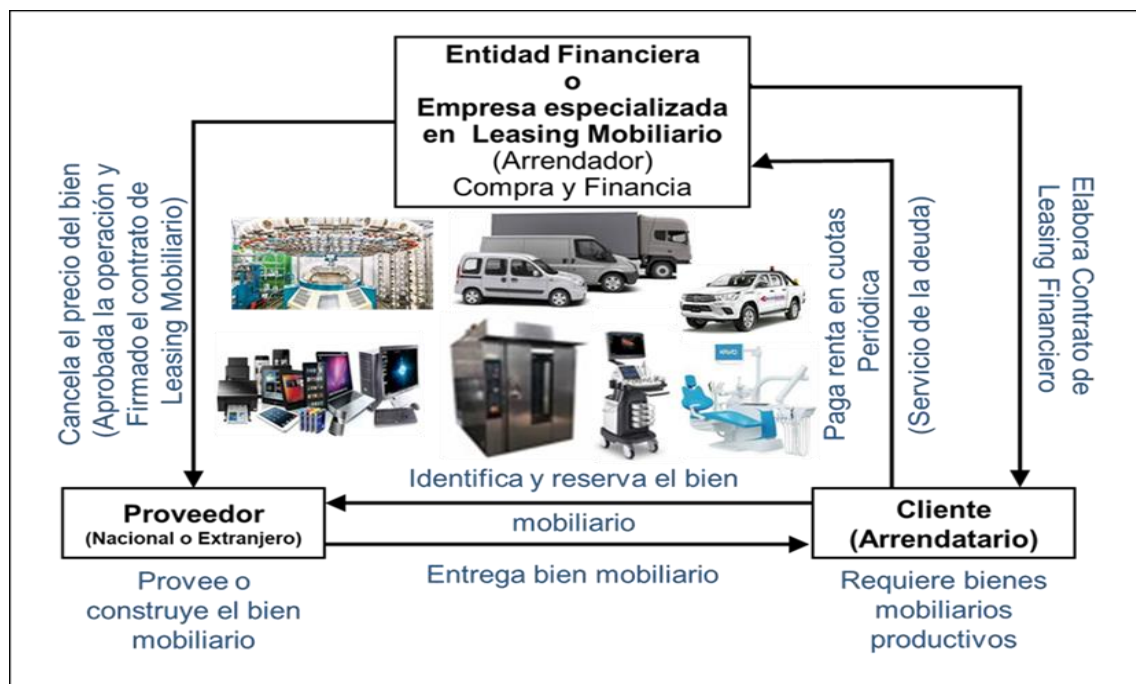 Entidad Financiera
o
Empresa especializada
en Leasing Mobiliario
(Arrendador)
Compra y Financia
Cancela el precio del bien
(Aprobada la operación y
Firmado el contrato de
Leasing Mobiliario)
Paga renta en cuotas
Periódica
(Servicio de la deuda)
Elabora Contrato de
Leasing Financiero
Identifica y reserva el bien
mobiliario
Proveedor
(Nacional o Extranjero)
Cliente
(Arrendatario)
Entrega bien mobiliario
Provee o
construye el bien
mobiliario
Requiere bienes
mobiliarios
productivos